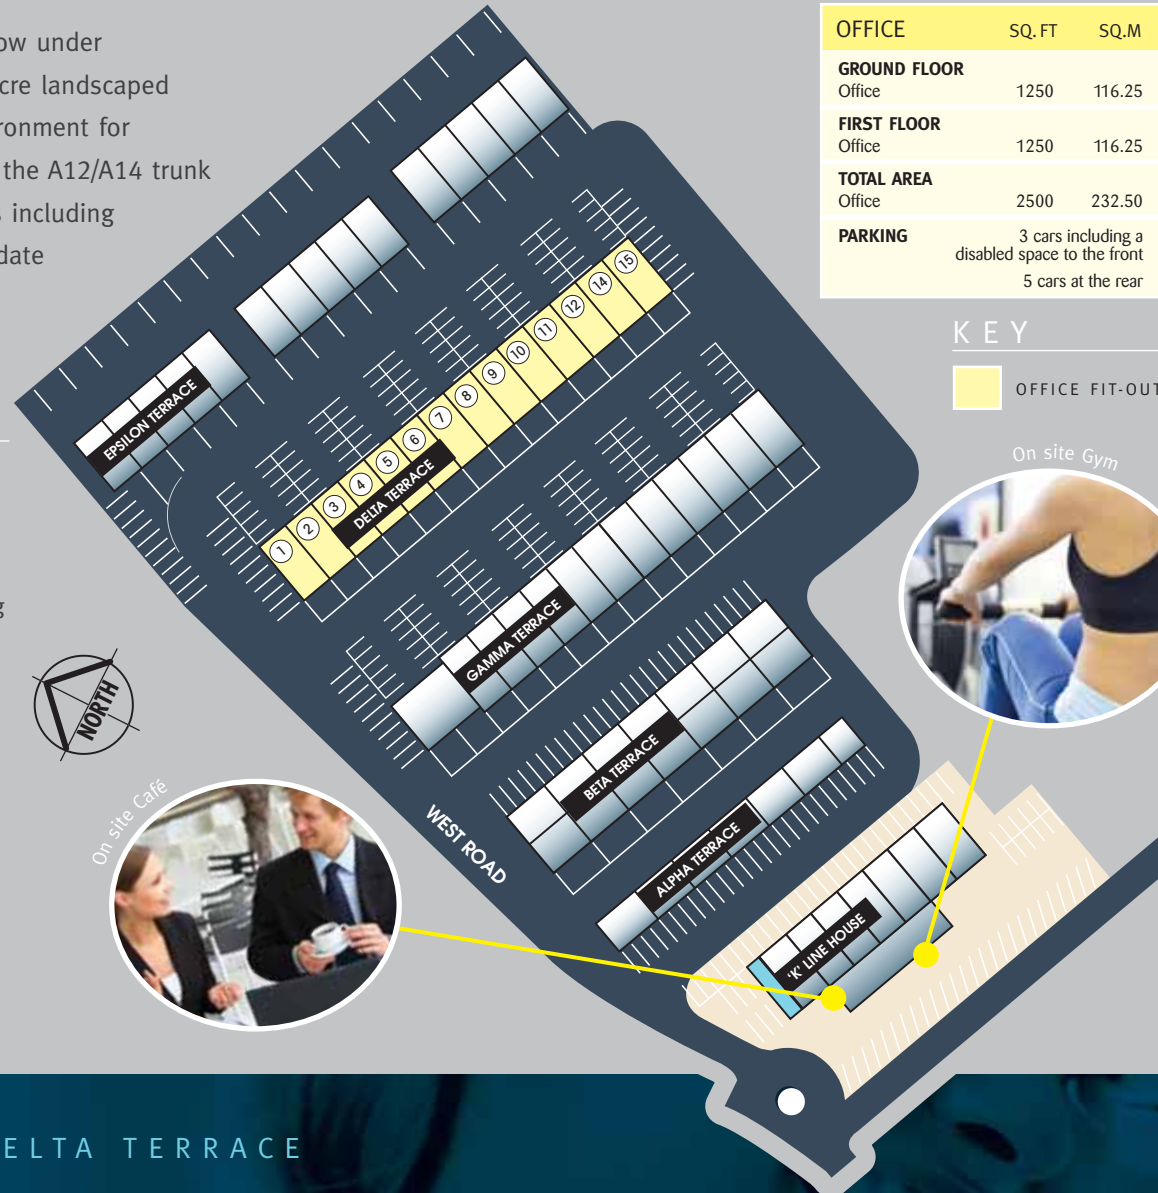 ow under
cre landscaped
ronment for
the A12/A14 trunk
s including
date
g
OFFICE SQ. FT SQ.M
GROUND FLOOR
Office 1250 116.25
FIRST FLOOR
Office 1250 116.25
TOTAL AREA
Office 2500 232.50
PARKING 3 cars including a
disabled space to the front
5 cars at the rear
KEY
OFFICE FIT-OUT
EPSILON TERRACE
1 2 3 4 5 6 7 8 9 10 11 12 14 15
DELTA TERRACE
GAMMA TERRACE
BETA TERRACE
ALPHA TERRACE
'K' LINE HOUSE
WEST ROAD
NORTH
On site Gym
On site Café
ELTA TERRACE